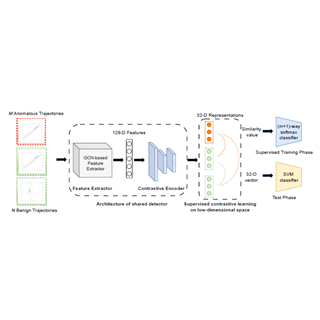 M Anomalous Trajectories
N Benign Trajectories
GCN-based
Feature
Extractor
Feature Extractor
128-D Features
Contrastive Encoder
Architecture of shared detector
32-D Representations
Supervised contrastive learning
on low-dimensional space
Similarity
value
32-D
vector
(m+1)-way
softmax
classifier
Supervised Training Phase
SVM
classifier
Test Phase